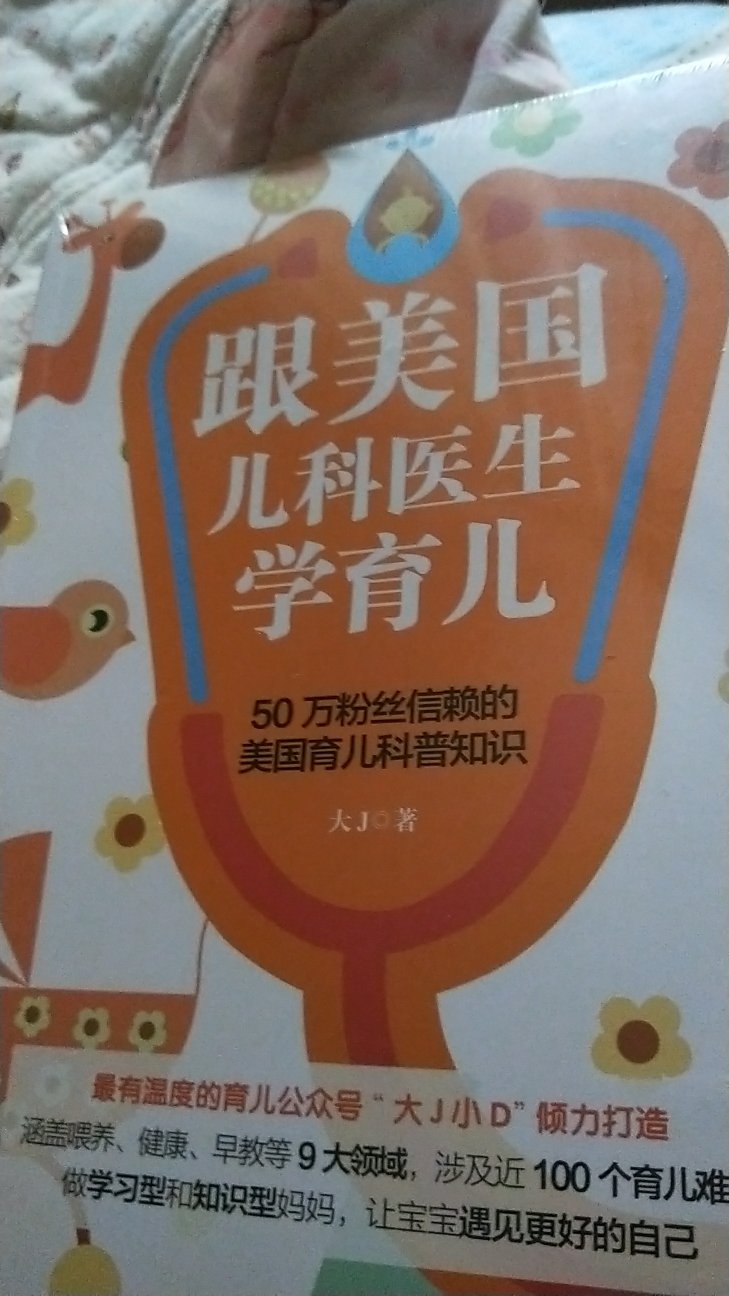 跟美国
儿科医生
学育儿
50万粉丝信赖的
美国育儿科普知识
大J◎著
最有温度的育儿公众号“大J小D”倾力打造
涵盖喂养、健康、早教等9大领域，涉及近100个育儿难
做学习型和知识型妈妈，让宝宝遇见更好的自己